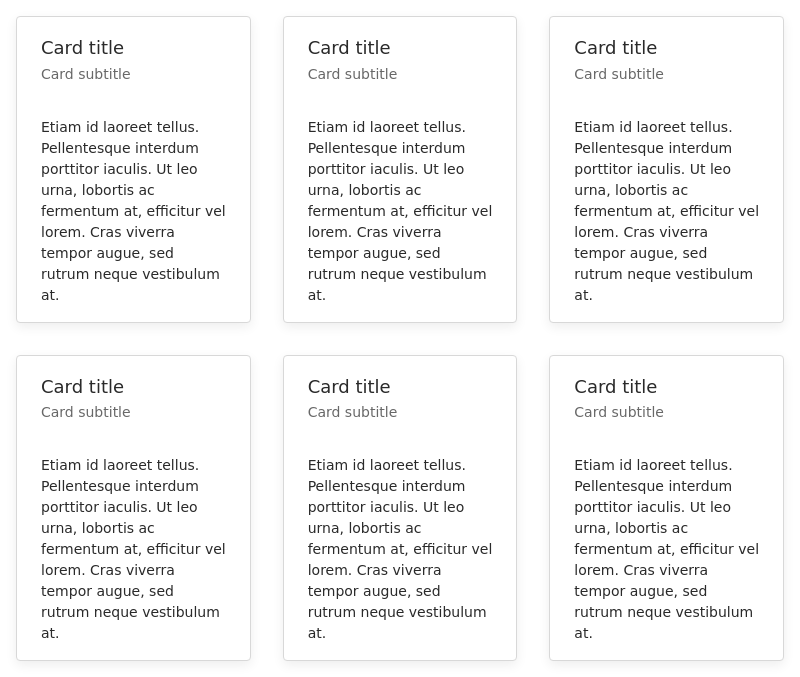 Card title
Card subtitle
Etiam id laoreet tellus.
Pellentesque interdum
porttitor iaculis. Ut leo
urna, lobortis ac
fermentum at, efficitur vel
lorem. Cras viverra
tempor augue, sed
rutrum neque vestibulum
at.
Card title
Card subtitle
Etiam id laoreet tellus.
Pellentesque interdum
porttitor iaculis. Ut leo
urna, lobortis ac
fermentum at, efficitur vel
lorem. Cras viverra
tempor augue, sed
rutrum neque vestibulum
at.
Card title
Card subtitle
Etiam id laoreet tellus.
Pellentesque interdum
porttitor iaculis. Ut leo
urna, lobortis ac
fermentum at, efficitur vel
lorem. Cras viverra
tempor augue, sed
rutrum neque vestibulum
at.
Card title
Card subtitle
Etiam id laoreet tellus.
Pellentesque interdum
porttitor iaculis. Ut leo
urna, lobortis ac
fermentum at, efficitur vel
lorem. Cras viverra
tempor augue, sed
rutrum neque vestibulum
at.
Card title
Card subtitle
Etiam id laoreet tellus.
Pellentesque interdum
porttitor iaculis. Ut leo
urna, lobortis ac
fermentum at, efficitur vel
lorem. Cras viverra
tempor augue, sed
rutrum neque vestibulum
at.
Card title
Card subtitle
Etiam id laoreet tellus.
Pellentesque interdum
porttitor iaculis. Ut leo
urna, lobortis ac
fermentum at, efficitur vel
lorem. Cras viverra
tempor augue, sed
rutrum neque vestibulum
at.